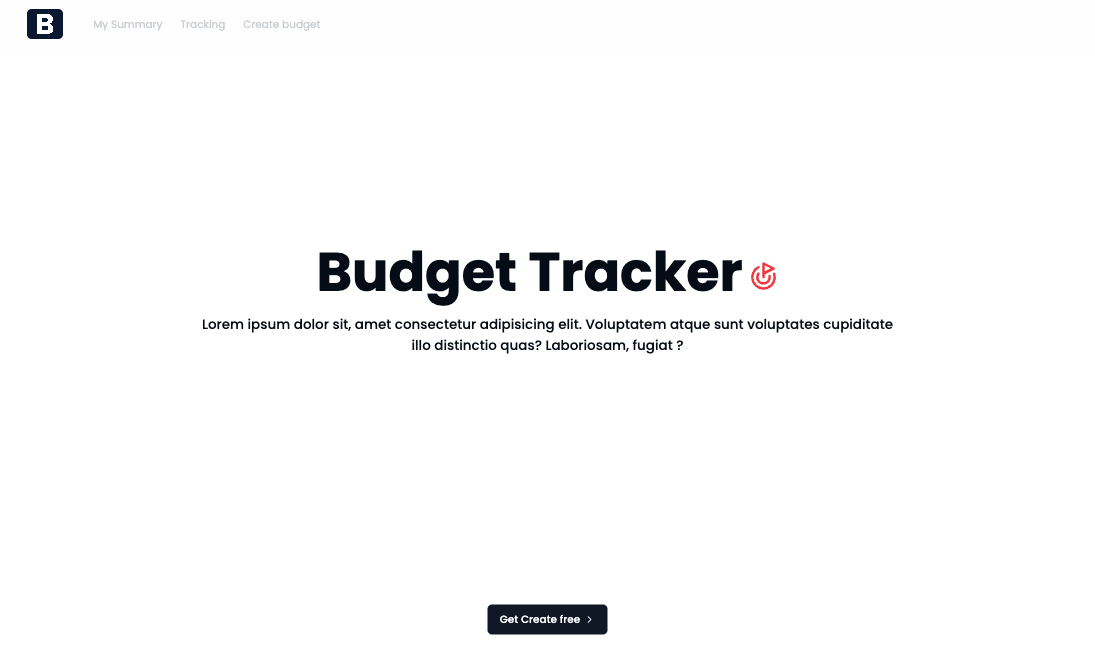 B
My Summary
Tracking
Create budget
Budget Tracker
Lorem ipsum dolor sit, amet consectetur adipisicing elit. Voluptatem atque sunt voluptates cupiditate
illo distinctio quas? Laboriosam, fugiat ?
Get Create free